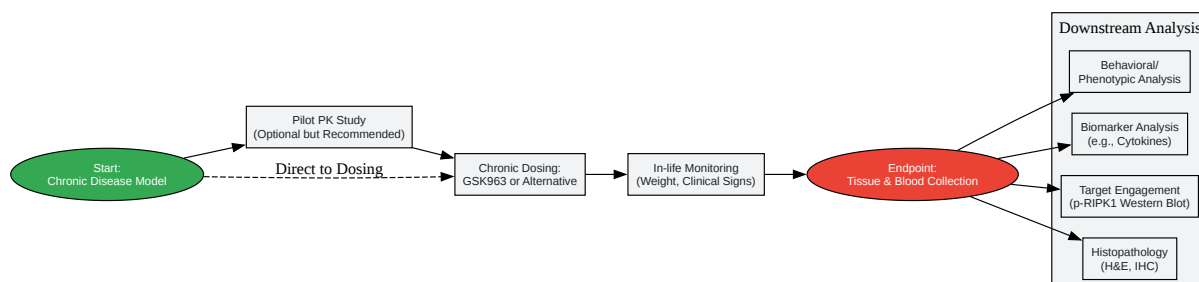 Start:
Chronic Disease Model
Pilot PK Study
(Optional but Recommended)
Direct to Dosing
Chronic Dosing:
GSK963 or Alternative
In-life Monitoring
(Weight, Clinical Signs)
Endpoint:
Tissue & Blood Collection
Downstream Analysis
Behavioral/
Phenotypic Analysis
Biomarker Analysis
(e.g., Cytokines)
Target Engagement
(p-RIPK1 Western Blot)
Histopathology
(H&E, IHC)